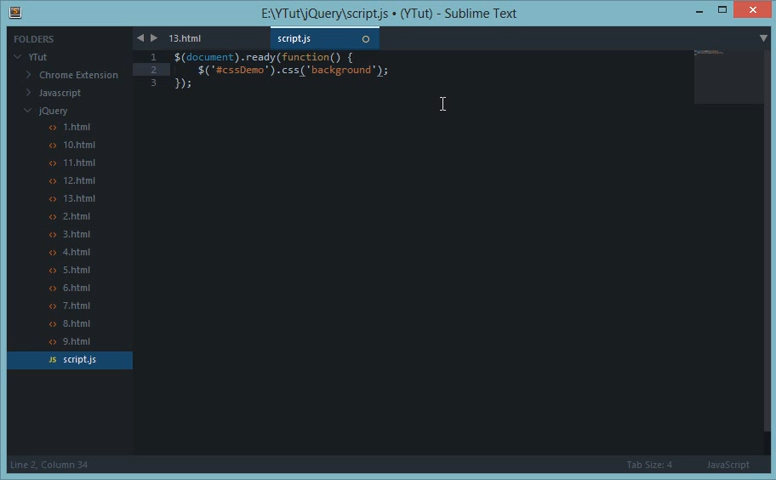 E:\YTut\jQuery\script.js • (YTut) - Sublime Text
FOLDERS
YTut
Chrome Extension
Javascript
jQuery
1.html
10.html
11.html
12.html
13.html
2.html
3.html
4.html
5.html
6.html
7.html
8.html
9.html
JS script.js
13.html
script.js
1 $(document).ready(function() {
2 $('#cssDemo').css('background');
3 });
Line 2, Column 34
Tab Size: 4
JavaScript